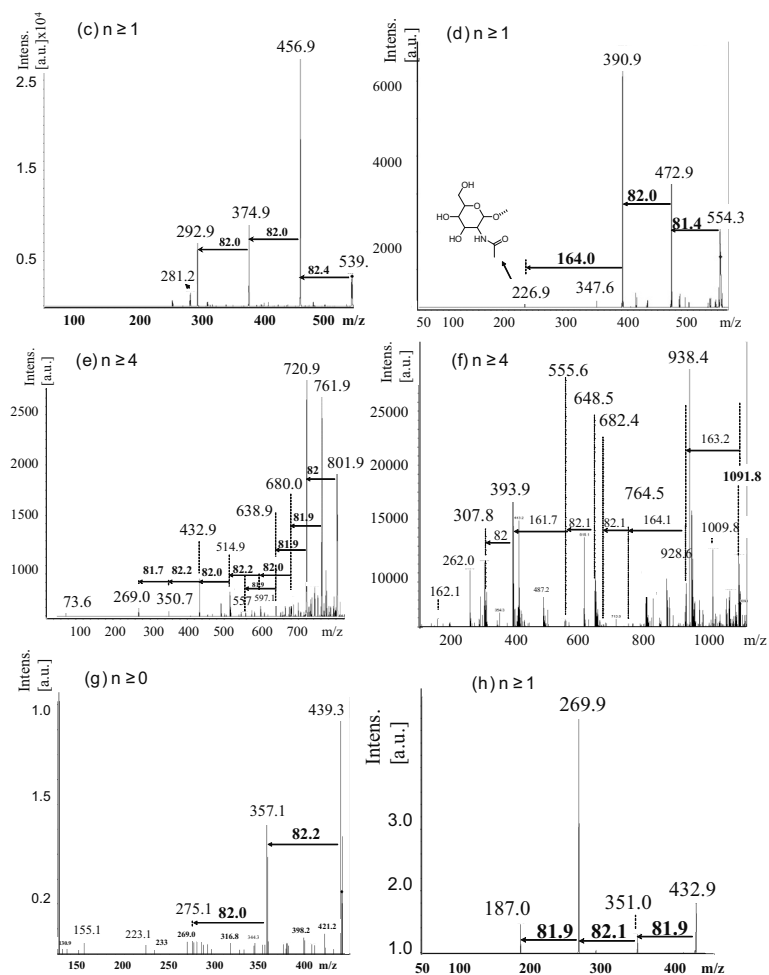 (c) n ≥ 1
Intens.
[a.u.]x10⁴
456.9
2.5
1.5
0.5
374.9
292.9
82.0
82.0
82.4
539.
281.2
100 200 300 400 500 m/z
(d) n ≥ 1
Intens.
[a.u.]
390.9
6000
4000
2000
472.9
82.0
81.4
554.3
164.0
226.9
347.6
OH
HO
HO
O
O
NH
O
50 100 200 300 400 500 m/z
(e) n ≥ 4
Intens.
[a.u.]
720.9
761.9
2500
2000
1500
1000
680.0
82
801.9
638.9
81.9
81.9
432.9
514.9
81.7 82.2 82.0 82.2 82.0
81.9
73.6
269.0
350.7
557
597.1
100 200 300 400 500 600 700 m/z
(f) n ≥ 4
Intens.
[a.u.]
938.4
555.6
648.5
682.4
25000
20000
15000
10000
163.2
1091.8
393.9
764.5
307.8
161.7
82.1
82.1
164.1
82
1009.8
928.6
262.0
162.1
487.2
200 400 600 800 1000 m/z
(g) n ≥ 0
Intens.
[a.u.]
439.3
1.0
1.5
0.2
357.1
82.2
275.1
82.0
155.1
223.1
233
269.0
316.8
344.3
398.2
421.2
130.9
150 200 250 300 350 400 m/z
(h) n ≥ 1
Intens.
[a.u.]
269.9
3.0
2.0
1.0
187.0
351.0
432.9
81.9
82.1
81.9
50 100 200 300 400 m/z